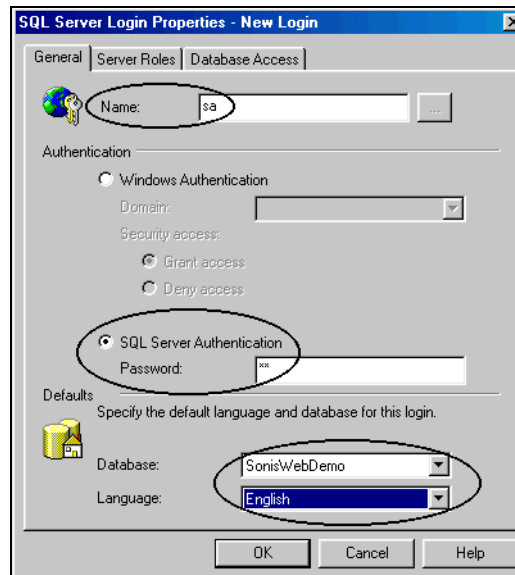 SQL Server Login Properties - New Login
General Server Roles Database Access
Name: sa ...
Authentication
Windows Authentication
Domain:
Security access:
Grant access
Deny access
SQL Server Authentication
Password: **
Defaults
Specify the default language and database for this login.
Database: SonisWebDemo
Language: English
OK Cancel Help